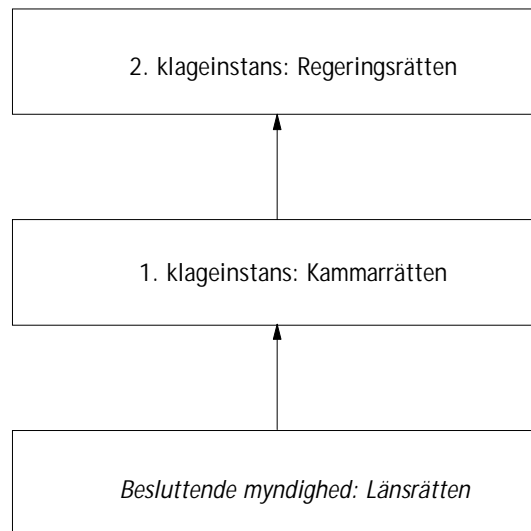 2. klageinstans: Regeringsrätten
1. klageinstans: Kammarrätten
Besluttende myndighed: Länsrätten